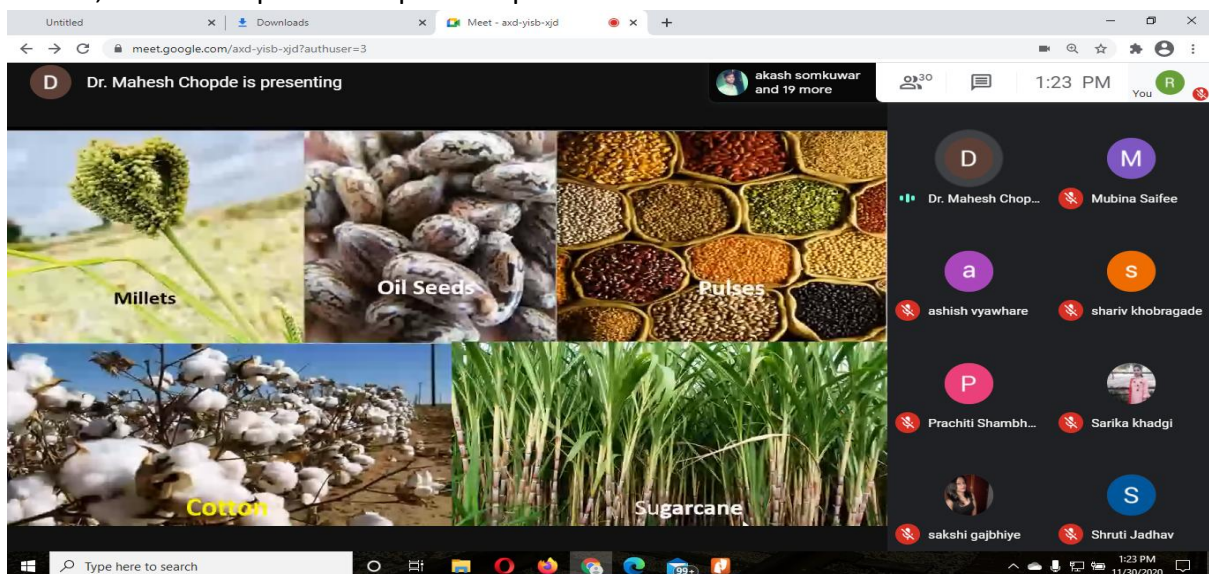 Untitled
Downloads
Meet - axd-yisb-xjd
meet.google.com/axd-yisb-xjd?authuser=3
D
Dr. Mahesh Chopde is presenting
akash somkuwar
and 19 more
30
1:23 PM
You
R
Millets
Oil Seeds
Pulses
Cotton
Sugarcane
D
Dr. Mahesh Chop...
M
Mubina Saifee
a
ashish vyawhare
s
shariv khobragade
P
Prachiti Shambh...
Sarika khadgi
sakshi gajbhiye
S
Shruti Jadhav
Type here to search
99+
1:23 PM
11/30/2020